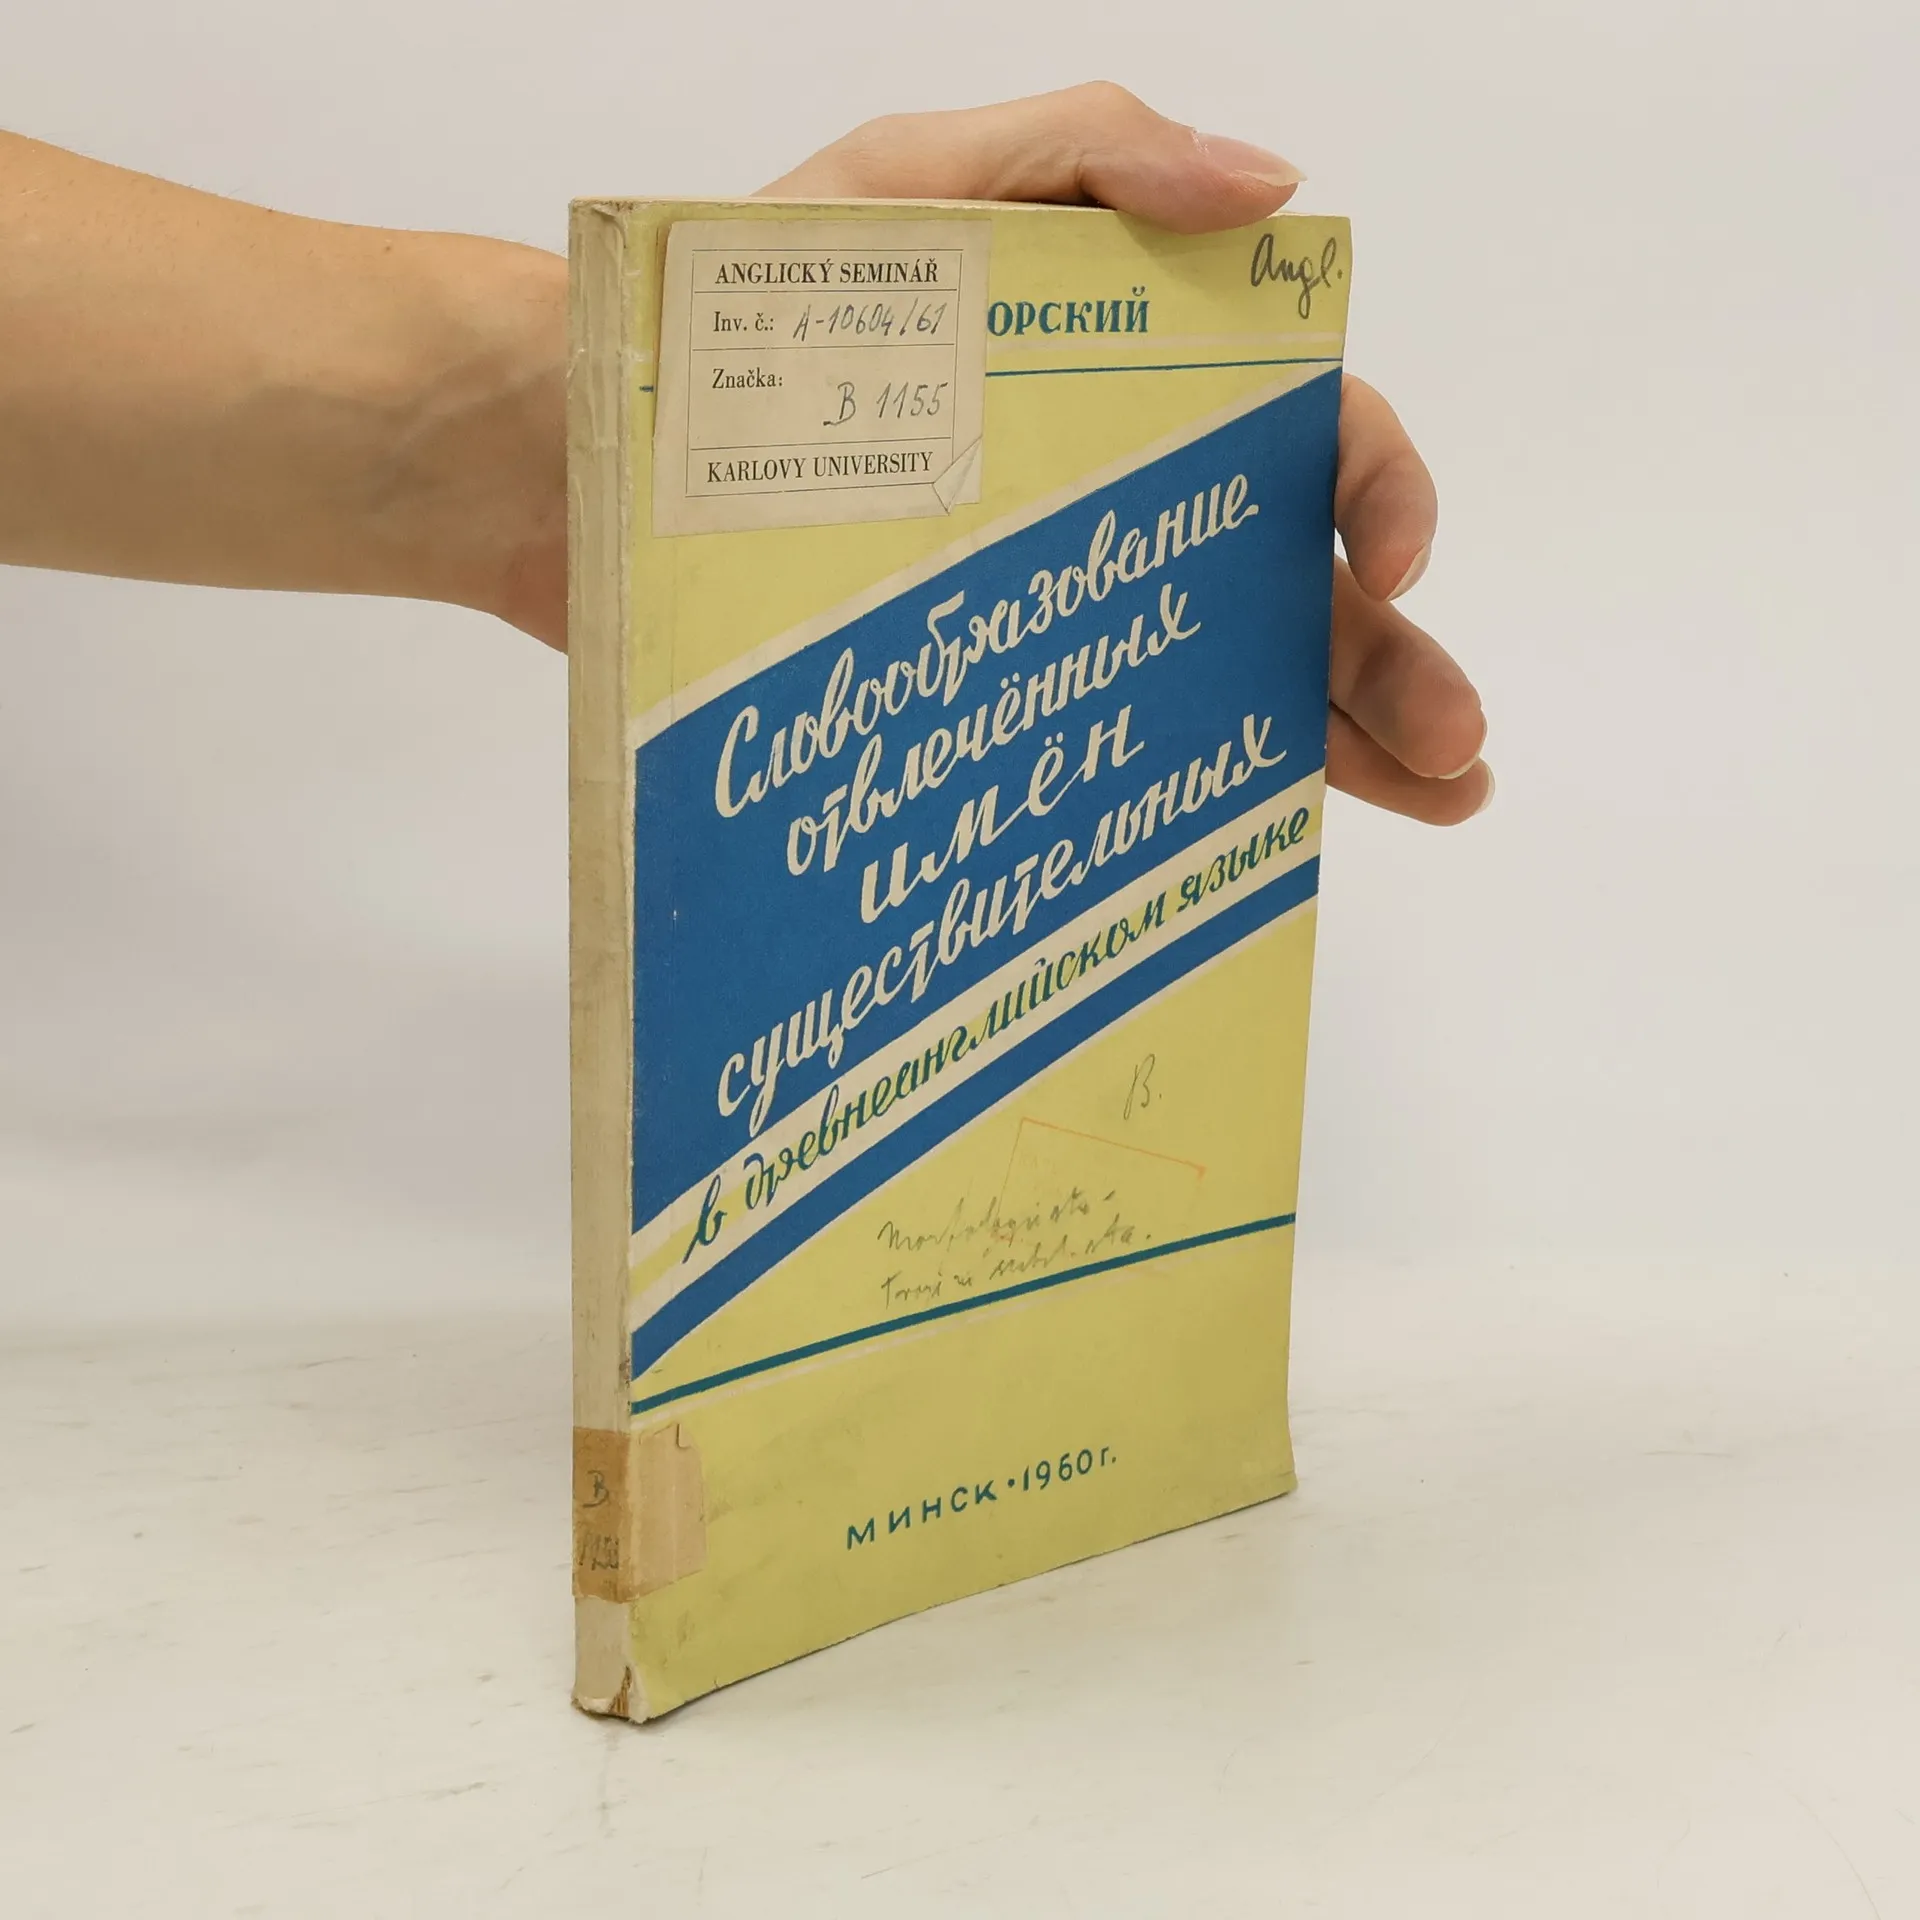 ANGLICKÝ SEMINÁŘ
Inv. č.: A-10604/61
Značka:
B 1155
KARLOVY UNIVERSITY
ОРСКИЙ
Angl.
Словообразование
отвлечённых
имён
существительных
в древнеанглийском языке
B.
МИНСК • 1960 г.
B